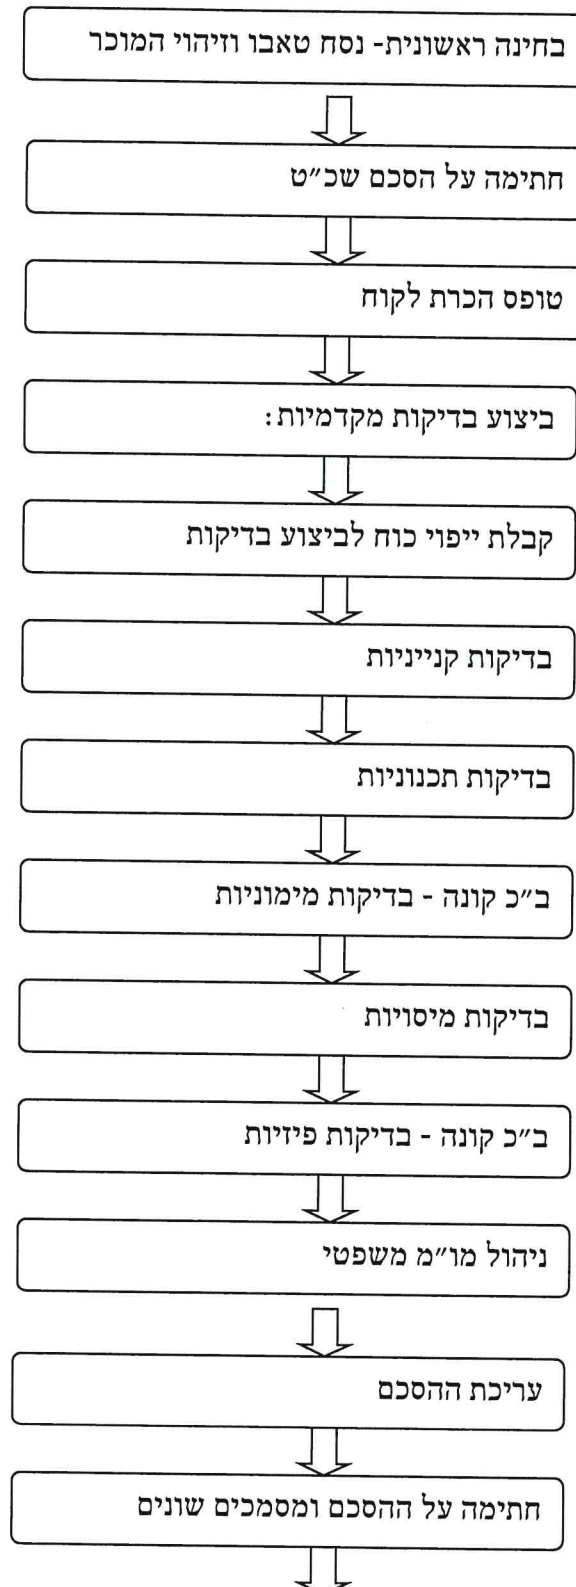 בחינה ראשונית- נסח טאבו וזיהוי המוכר
חתימה על הסכם שכ״ט
טופס הכרת לקוח
ביצוע בדיקות מקדמיות:
קבלת ייפוי כוח לביצוע בדיקות
בדיקות קנייניות
בדיקות תכנוניות
ב״כ קונה - בדיקות מימוניות
בדיקות מיסויות
ב״כ קונה - בדיקות פיזיות
ניהול מו״מ משפטי
עריכת ההסכם
חתימה על ההסכם ומסמכים שונים